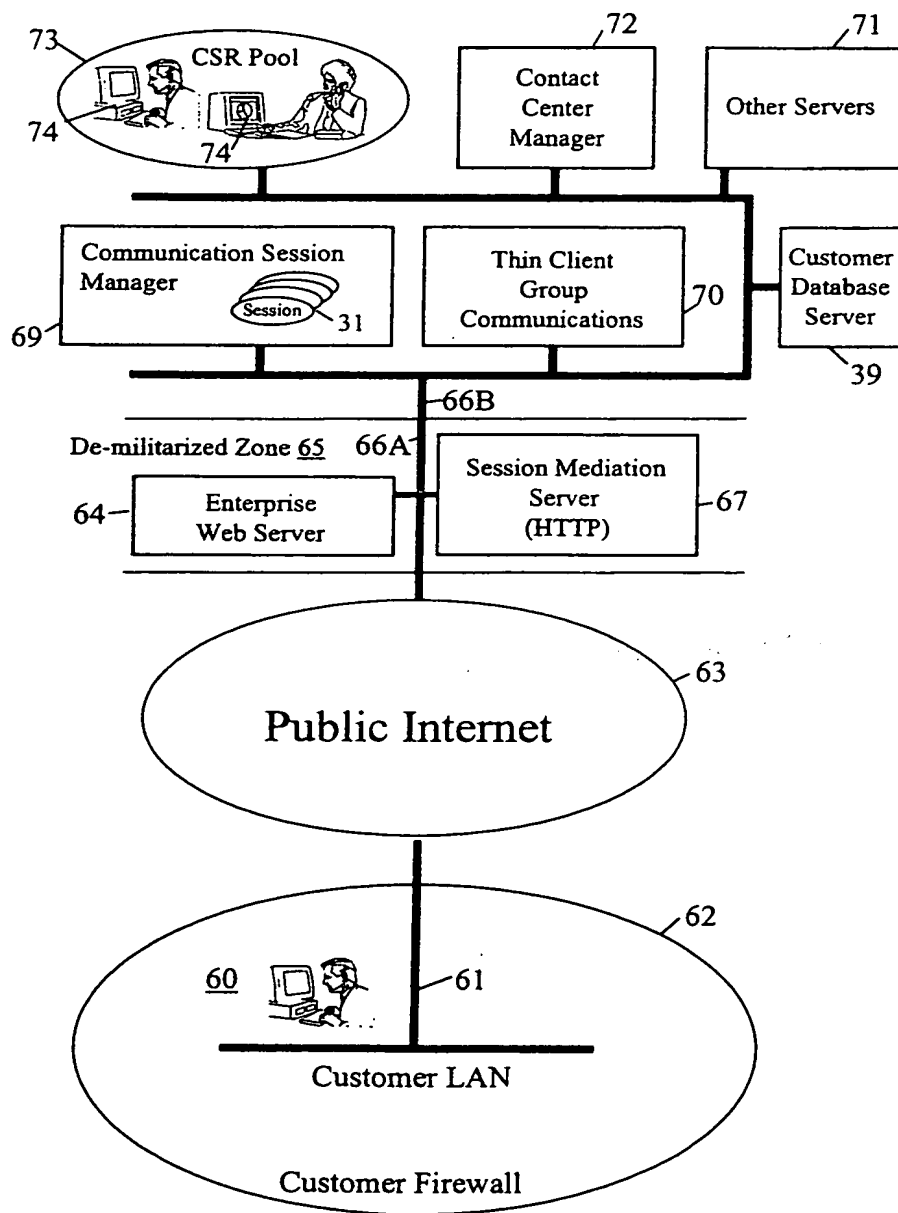 73
CSR Pool
74
74
72
Contact
Center
Manager
71
Other Servers
Communication Session
Manager
Session
31
69
Thin Client
Group
Communications
70
Customer
Database
Server
39
66B
De-militarized Zone 65
66A
64
Enterprise
Web Server
Session Mediation
Server
(HTTP)
67
63
Public Internet
62
60
61
Customer LAN
Customer Firewall